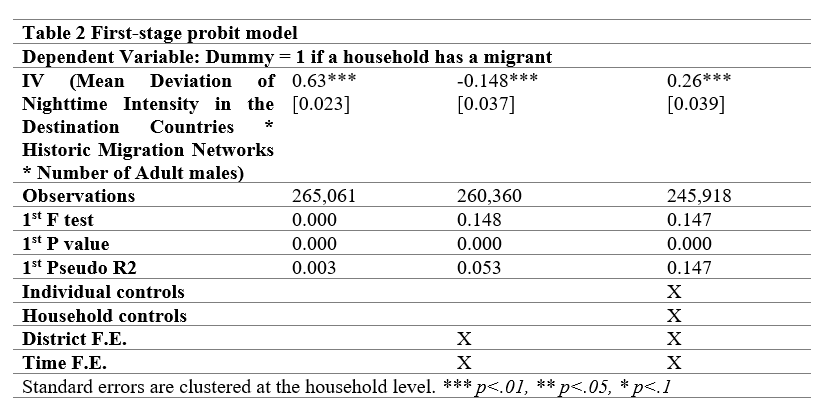 Table 2 First-stage probit model
Dependent Variable: Dummy = 1 if a household has a migrant
IV (Mean Deviation of 0.63*** -0.148*** 0.26***
Nighttime Intensity in the [0.023] [0.037] [0.039]
Destination Countries *
Historic Migration Networks
* Number of Adult males)
Observations 265,061 260,360 245,918
1st F test 0.000 0.148 0.147
1st P value 0.000 0.000 0.000
1st Pseudo R2 0.003 0.053 0.147
Individual controls X
Household controls X
District F.E. X X
Time F.E. X X
Standard errors are clustered at the household level. *** p<.01, ** p<.05, * p<.1